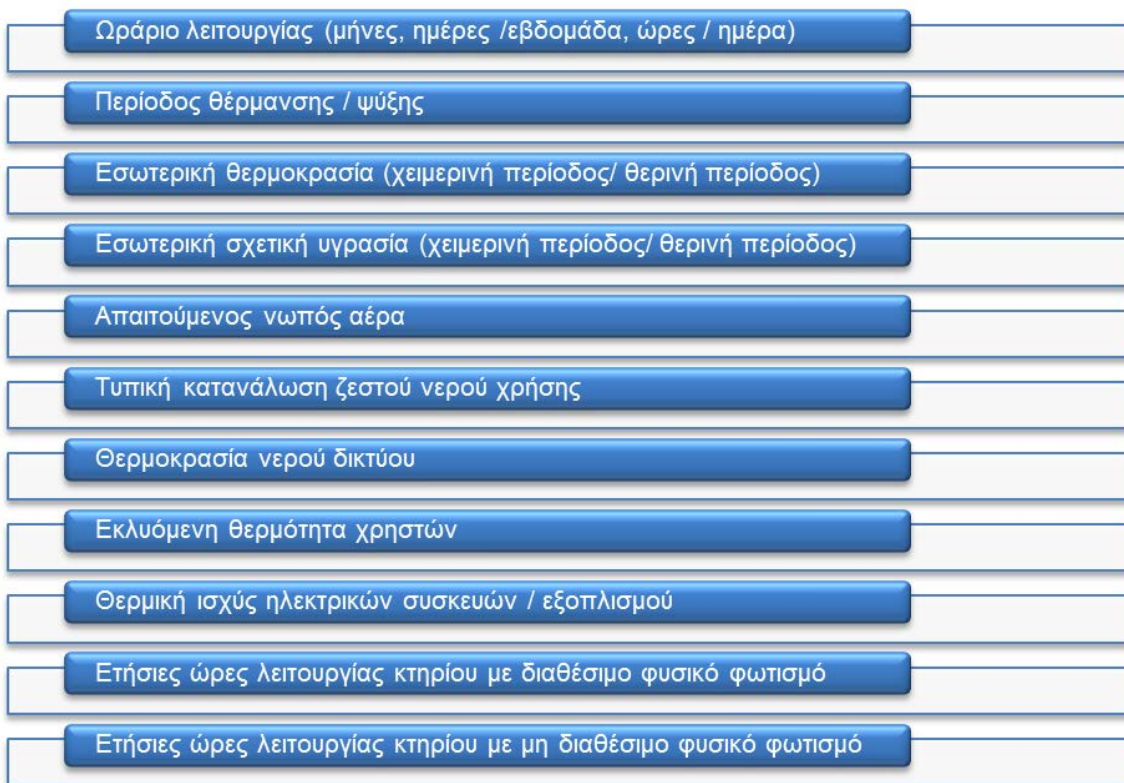 Ωράριο λειτουργίας (μήνες, ημέρες /εβδομάδα, ώρες / ημέρα)
Περίοδος θέρμανσης / ψύξης
Εσωτερική θερμοκρασία (χειμερινή περίοδος/ θερινή περίοδος)
Εσωτερική σχετική υγρασία (χειμερινή περίοδος/ θερινή περίοδος)
Απαιτούμενος νωπός αέρα
Τυπική κατανάλωση ζεστού νερού χρήσης
Θερμοκρασία νερού δικτύου
Εκλυόμενη θερμότητα χρηστών
Θερμική ισχύς ηλεκτρικών συσκευών / εξοπλισμού
Ετήσιες ώρες λειτουργίας κτηρίου με διαθέσιμο φυσικό φωτισμό
Ετήσιες ώρες λειτουργίας κτηρίου με μη διαθέσιμο φυσικό φωτισμό